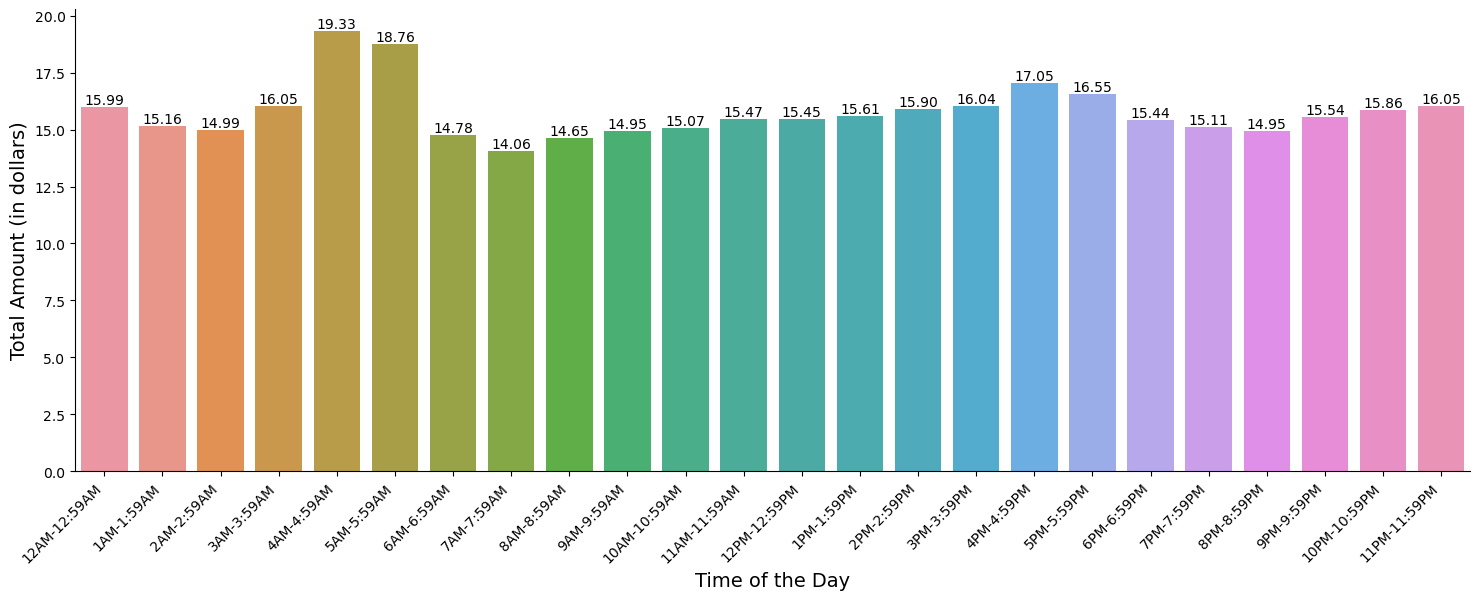 Total Amount (in dollars)
20.0
17.5
15.0
12.5
10.0
7.5
5.0
2.5
0.0
15.99
15.16
14.99
16.05
19.33
18.76
14.78
14.06
14.65
14.95
15.07
15.47
15.45
15.61
15.90
16.04
17.05
16.55
15.44
15.11
14.95
15.54
15.86
16.05
12AM-12:59AM
1AM-1:59AM
2AM-2:59AM
3AM-3:59AM
4AM-4:59AM
5AM-5:59AM
6AM-6:59AM
7AM-7:59AM
8AM-8:59AM
9AM-9:59AM
10AM-10:59AM
11AM-11:59AM
12PM-12:59PM
1PM-1:59PM
2PM-2:59PM
3PM-3:59PM
4PM-4:59PM
5PM-5:59PM
6PM-6:59PM
7PM-7:59PM
8PM-8:59PM
9PM-9:59PM
10PM-10:59PM
11PM-11:59PM
Time of the Day